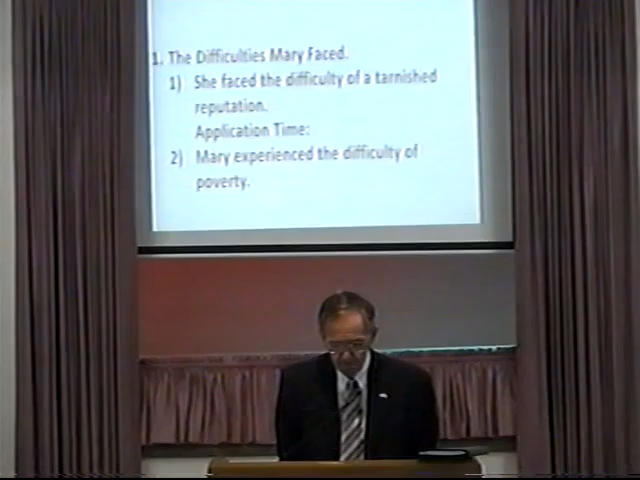 1. The Difficulties Mary Faced.
1) She faced the difficulty of a tarnished
reputation.
Application Time:
2) Mary experienced the difficulty of
poverty.